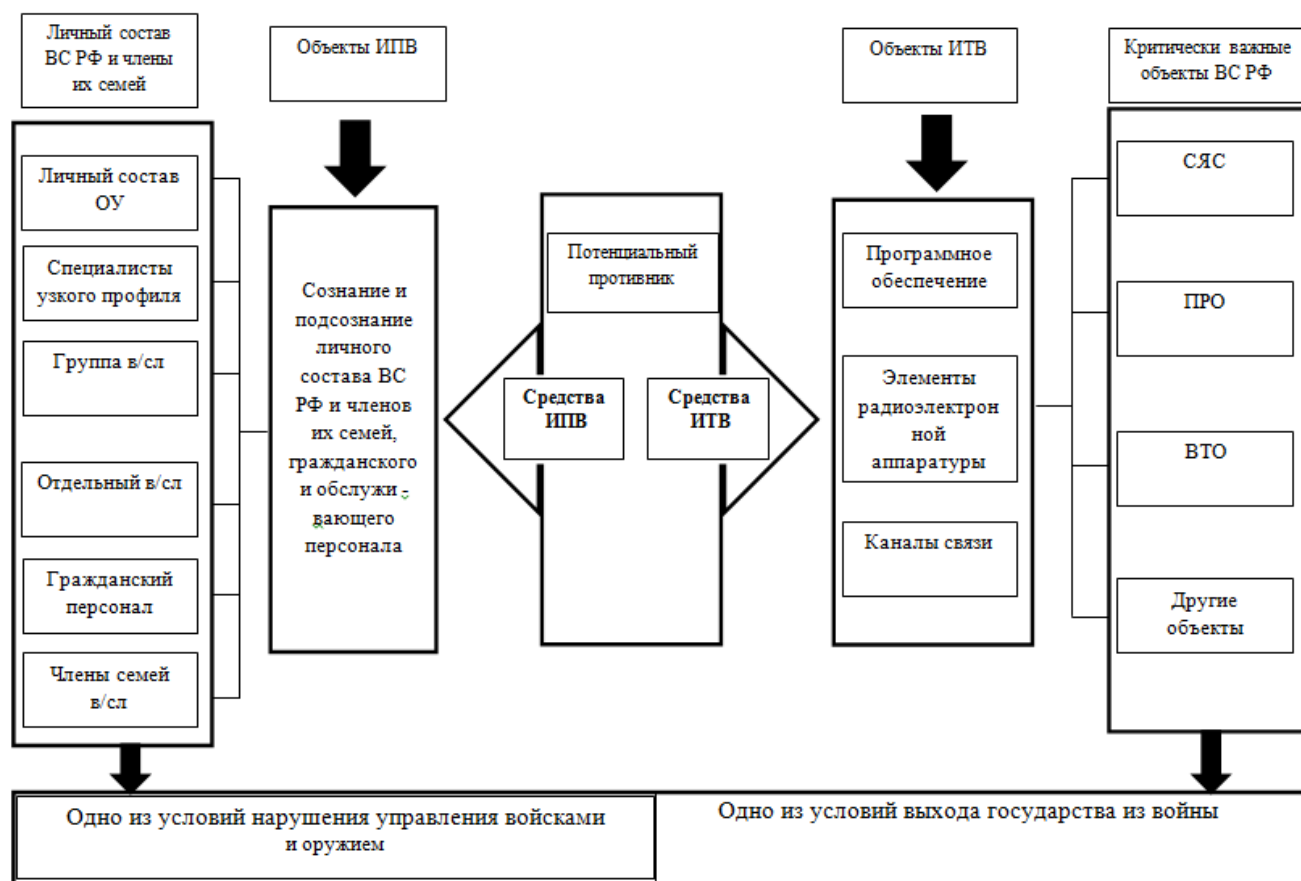 Личный состав
ВС РФ и члены
их семей
Объекты ИПВ
Объекты ИТВ
Критически важные
объекты ВС РФ
Личный состав
ОУ
Специалисты
узкого профиля
Группа в/сл
Отдельный в/сл
Гражданский
персонал
Члены семей
в/сл
Сознание и
подсознание
личного
состава ВС
РФ и членов
их семей,
гражданского
и обслужи -
вающего
персонала
Потенциальный
противник
Средства
ИПВ
Средства
ИТВ
Программное
обеспечение
Элементы
радиоэлектрон
ной
аппаратуры
Каналы связи
СЯС
ПРО
ВТО
Другие
объекты
Одно из условий нарушения управления войсками
и оружием
Одно из условий выхода государства из войны